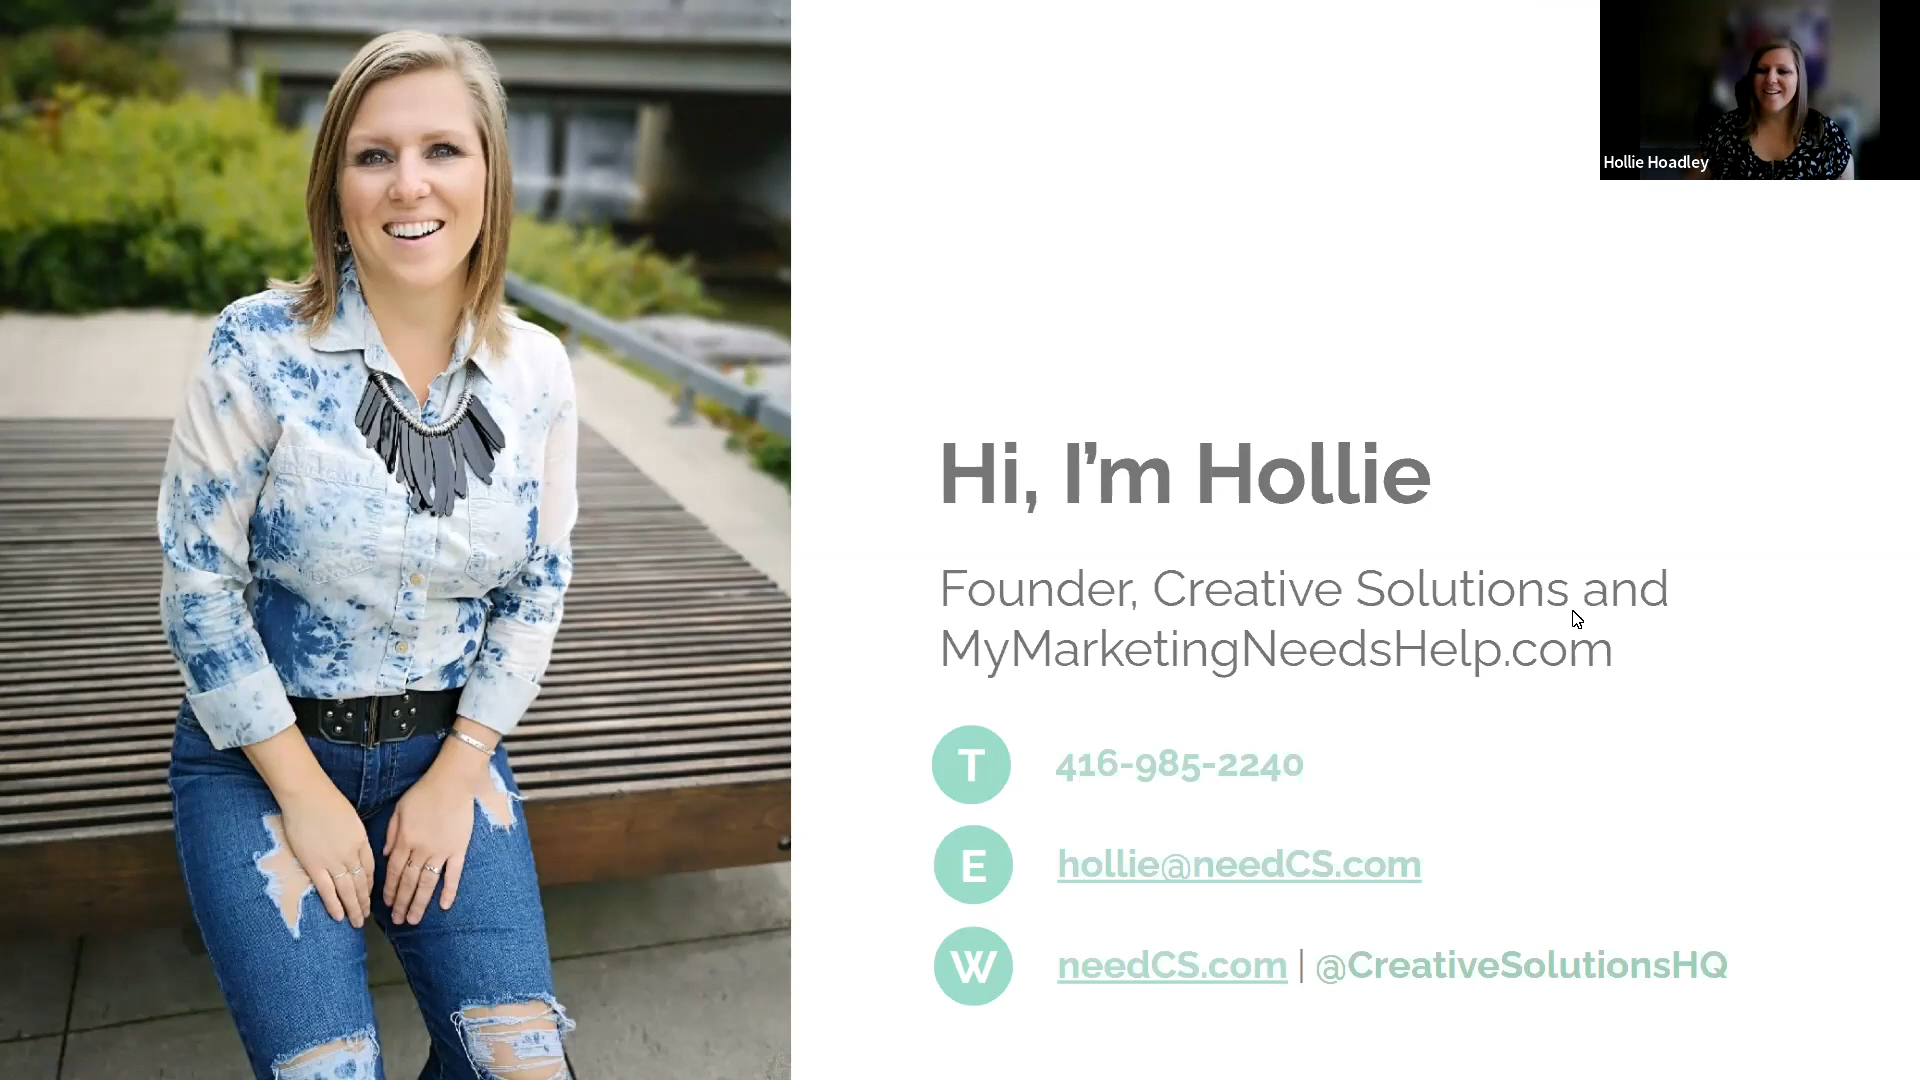 Hollie Hoadley
Hi, I’m Hollie
Founder, Creative Solutions and
MyMarketingNeedsHelp.com
T 416-985-2240
E hollie@needCS.com
W needCS.com | @CreativeSolutionsHQ